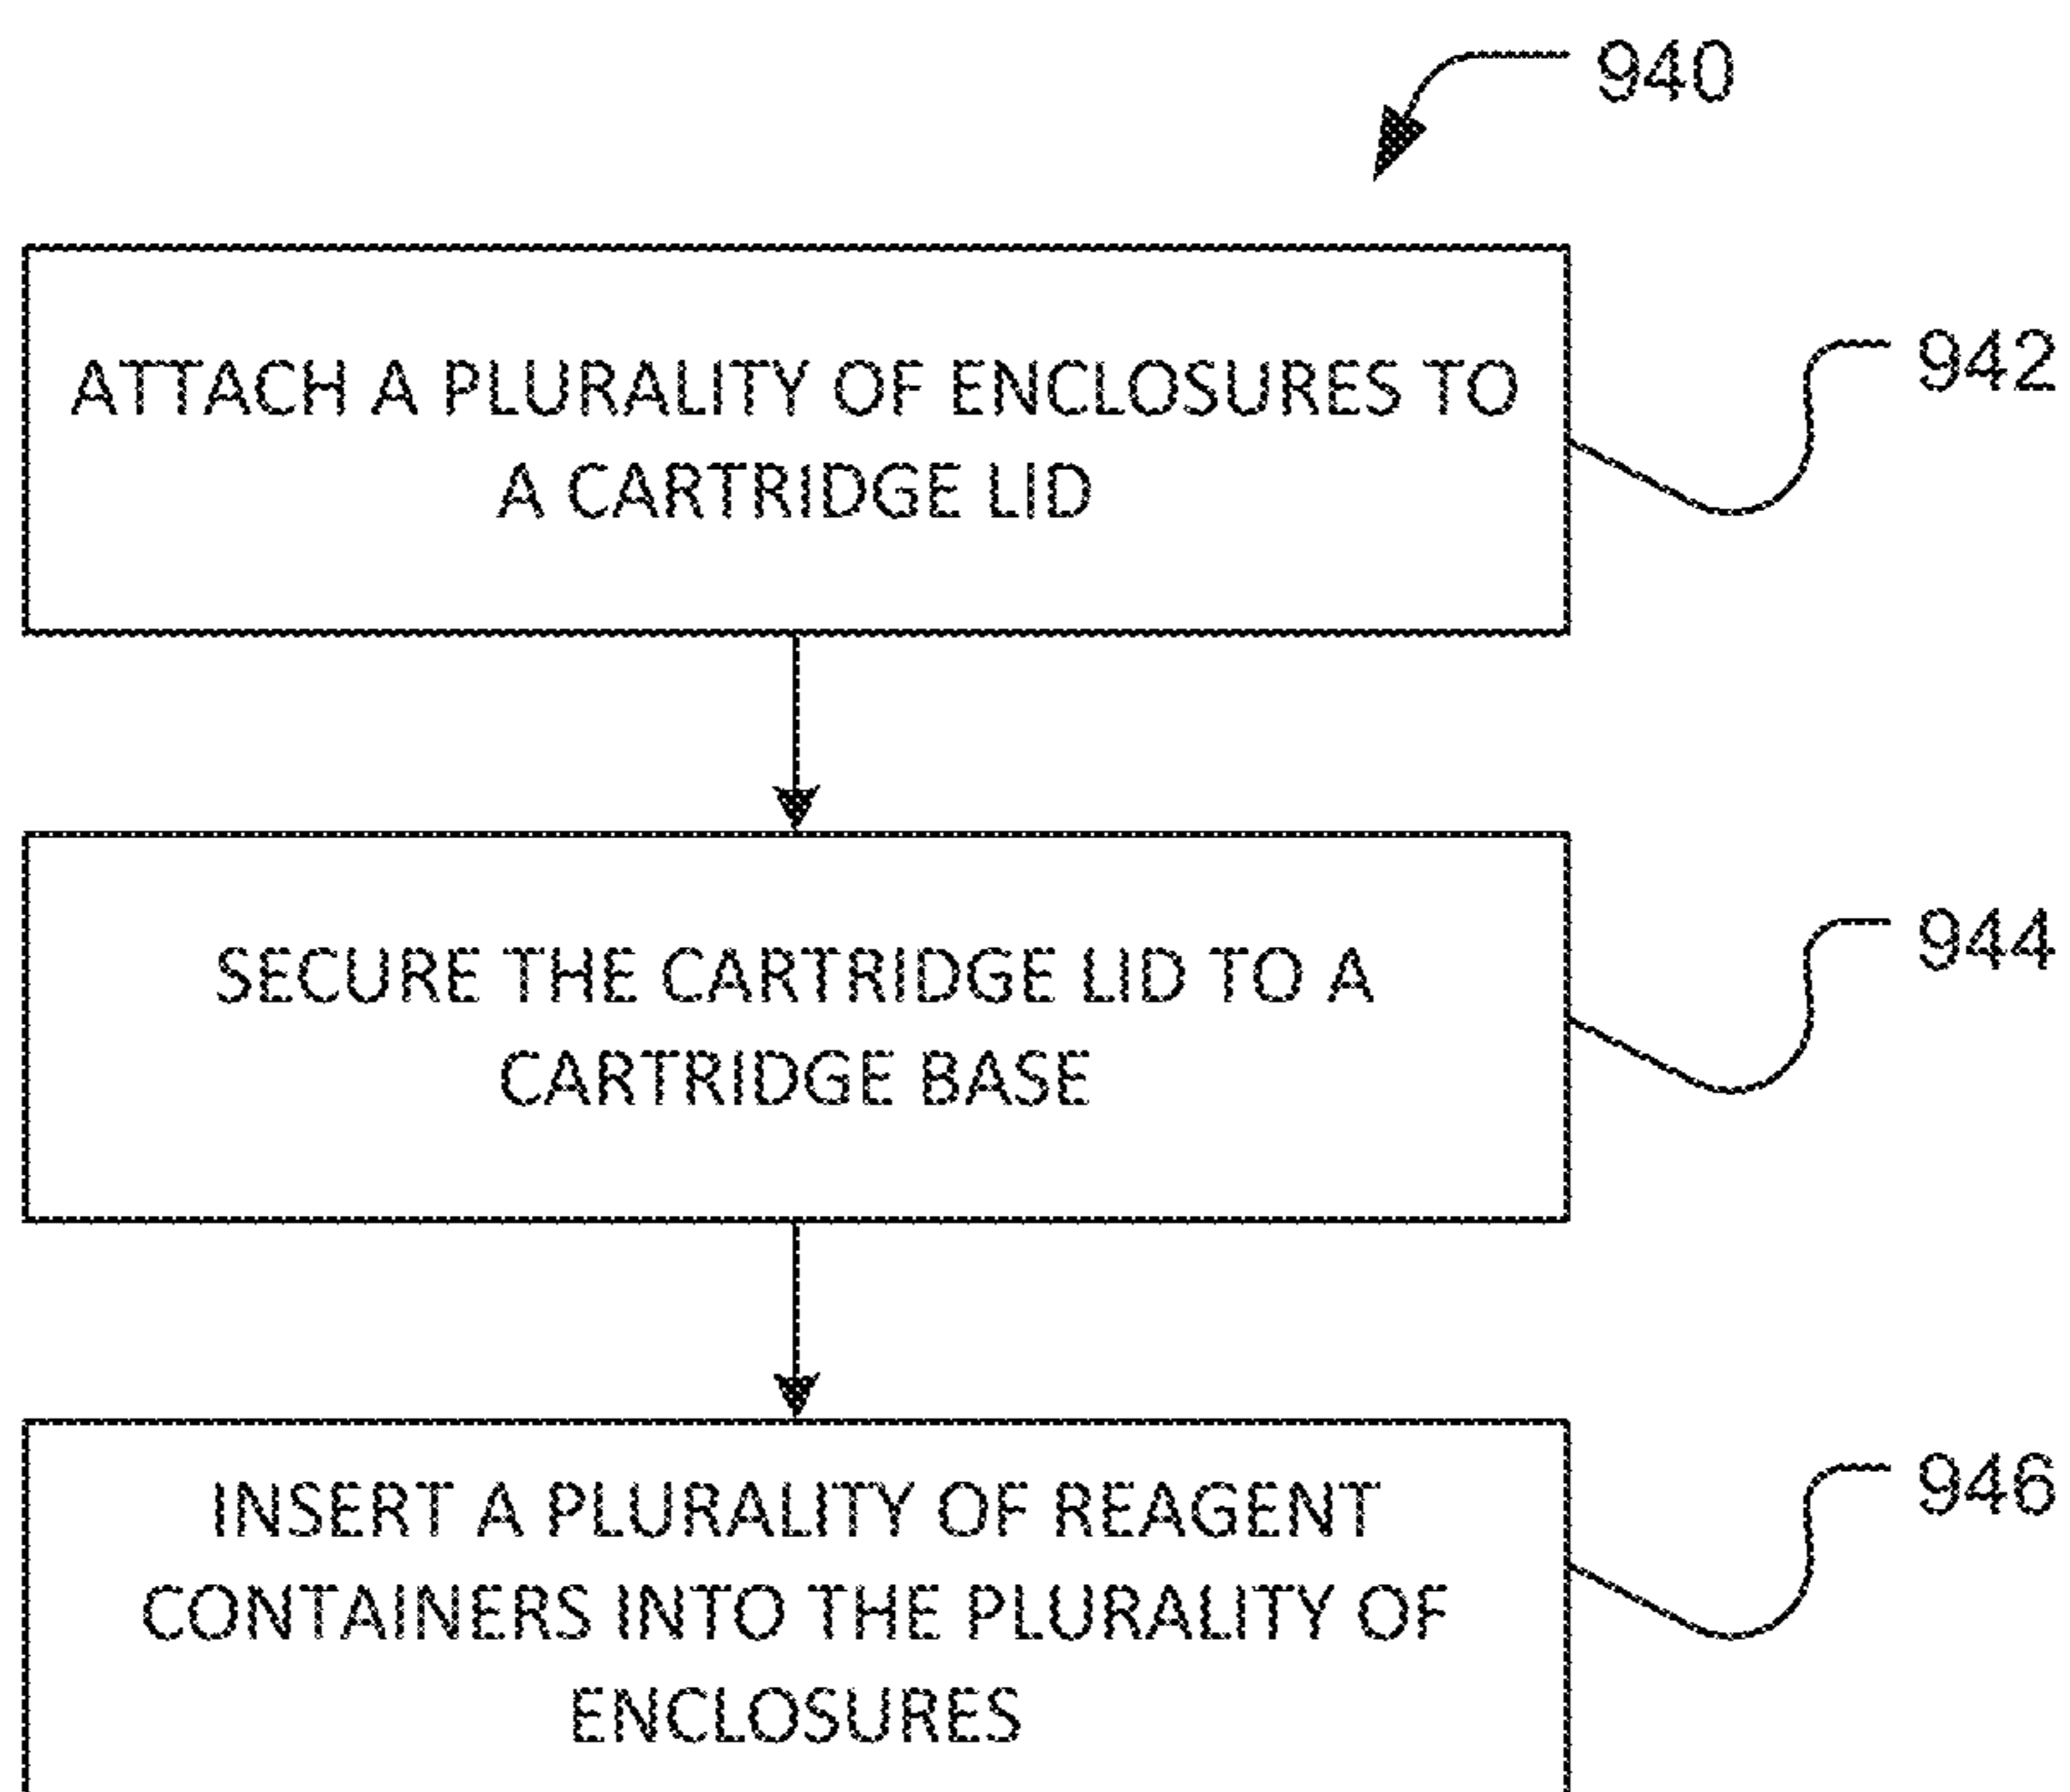 940
ATTACH A PLURALITY OF ENCLOSURES TO
A CARTRIDGE LID
942
SECURE THE CARTRIDGE LID TO A
CARTRIDGE BASE
944
INSERT A PLURALITY OF REAGENT
CONTAINERS INTO THE PLURALITY OF
ENCLOSURES
946